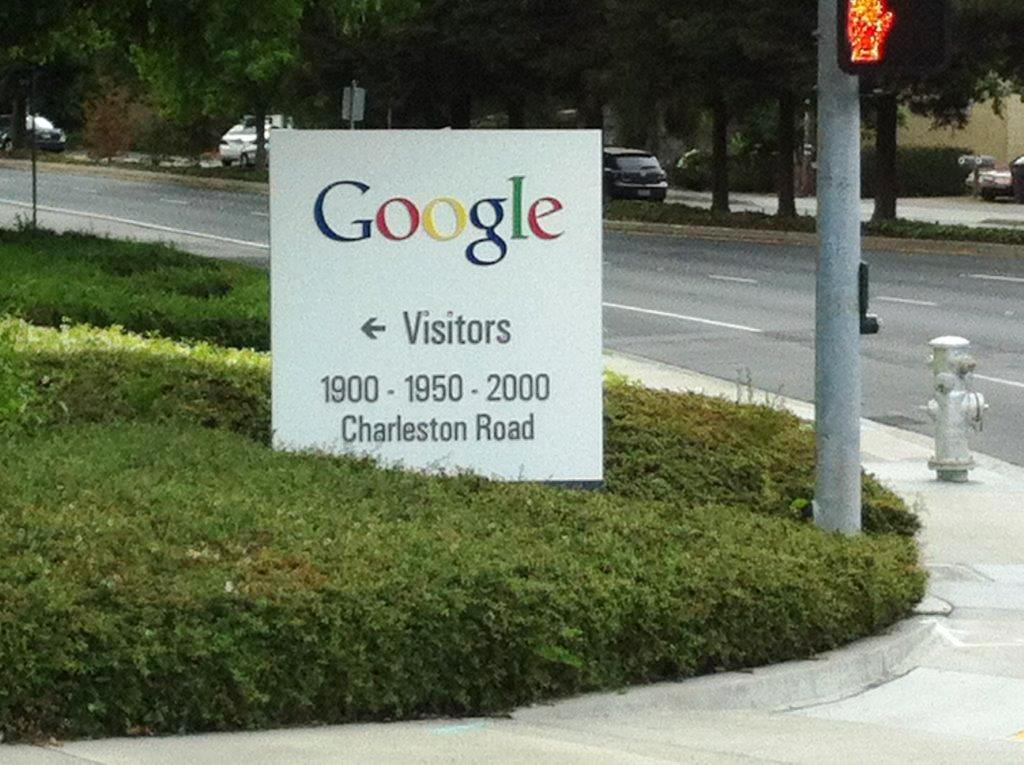 Google
← Visitors
1900 - 1950 - 2000
Charleston Road